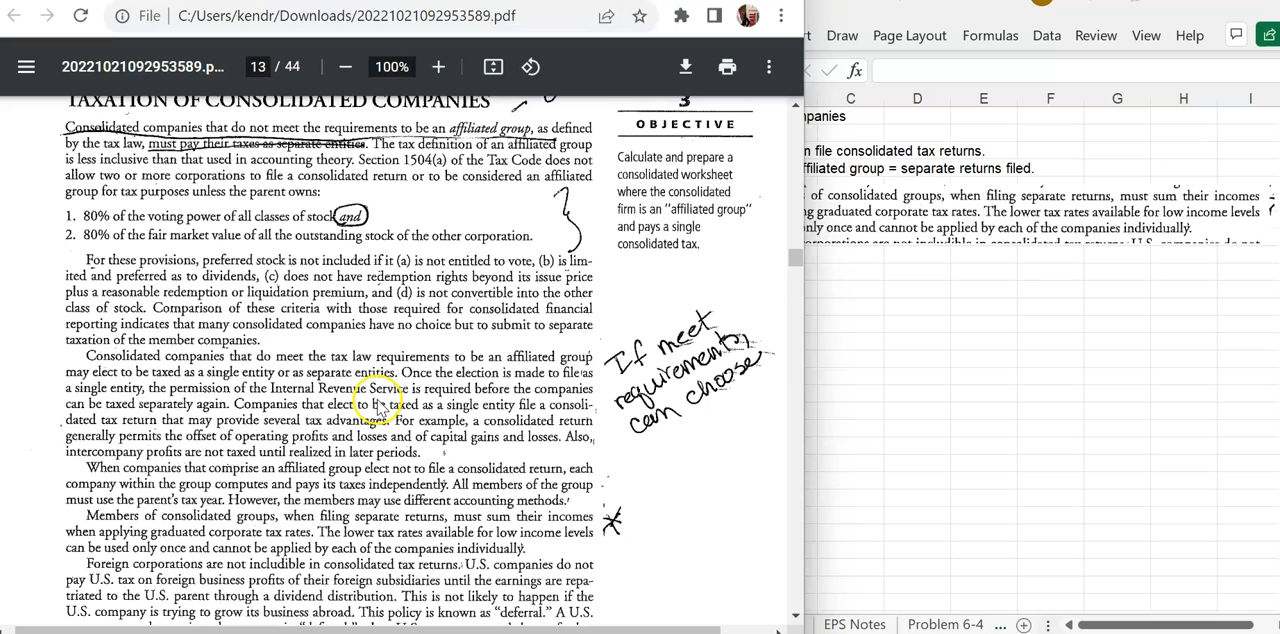 File C:/Users/kendr/Downloads/20221021092953589.pdf
20221021092953589.p... 13 / 44 100%
TAXATION OF CONSOLIDATED COMPANIES
Consolidated companies that do not meet the requirements to be an affiliated group, as defined
by the tax law, must pay their taxes as separate entities. The tax definition of an affiliated group
is less inclusive than that used in accounting theory. Section 1504(a) of the Tax Code does not
allow two or more corporations to file a consolidated return or to be considered an affiliated
group for tax purposes unless the parent owns:
1. 80% of the voting power of all classes of stock and
2. 80% of the fair market value of all the outstanding stock of the other corporation.
For these provisions, preferred stock is not included if it (a) is not entitled to vote, (b) is lim-
ited and preferred as to dividends, (c) does not have redemption rights beyond its issue price
plus a reasonable redemption or liquidation premium, and (d) is not convertible into the other
class of stock. Comparison of these criteria with those required for consolidated financial
reporting indicates that many consolidated companies have no choice but to submit to separate
taxation of the member companies.
Consolidated companies that do meet the tax law requirements to be an affiliated group
may elect to be taxed as a single entity or as separate entities. Once the election is made to file as
a single entity, the permission of the Internal Revenue Service is required before the companies
can be taxed separately again. Companies that elect to be taxed as a single entity file a consoli-
dated tax return that may provide several tax advantages. For example, a consolidated return
generally permits the offset of operating profits and losses and of capital gains and losses. Also,
intercompany profits are not taxed until realized in later periods.
When companies that comprise an affiliated group elect not to file a consolidated return, each
company within the group computes and pays its taxes independently. All members of the group
must use the parent's tax year. However, the members may use different accounting methods.
Members of consolidated groups, when filing separate returns, must sum their incomes
when applying graduated corporate tax rates. The lower tax rates available for low income levels
can be used only once and cannot be applied by each of the companies individually.
Foreign corporations are not includible in consolidated tax returns. U.S. companies do not
pay U.S. tax on foreign business profits of their foreign subsidiaries until the earnings are repa-
triated to the U.S. parent through a dividend distribution. This is not likely to happen if the
U.S. company is trying to grow its business abroad. This policy is known as "deferral." A U.S.
3
OBJECTIVE
Calculate and prepare a
consolidated worksheet
where the consolidated
firm is an "affiliated group"
and pays a single
consolidated tax.
If meet
requirements,
can choose
Draw Page Layout Formulas Data Review View Help
fx
C D E F G H I
mpanies
n file consolidated tax returns.
ffiliated group = separate returns filed.
of consolidated groups, when filing separate returns, must sum their incomes
ng graduated corporate tax rates. The lower tax rates available for low income levels
only once and cannot be applied by each of the companies individually.
EPS Notes Problem 6-4 ...